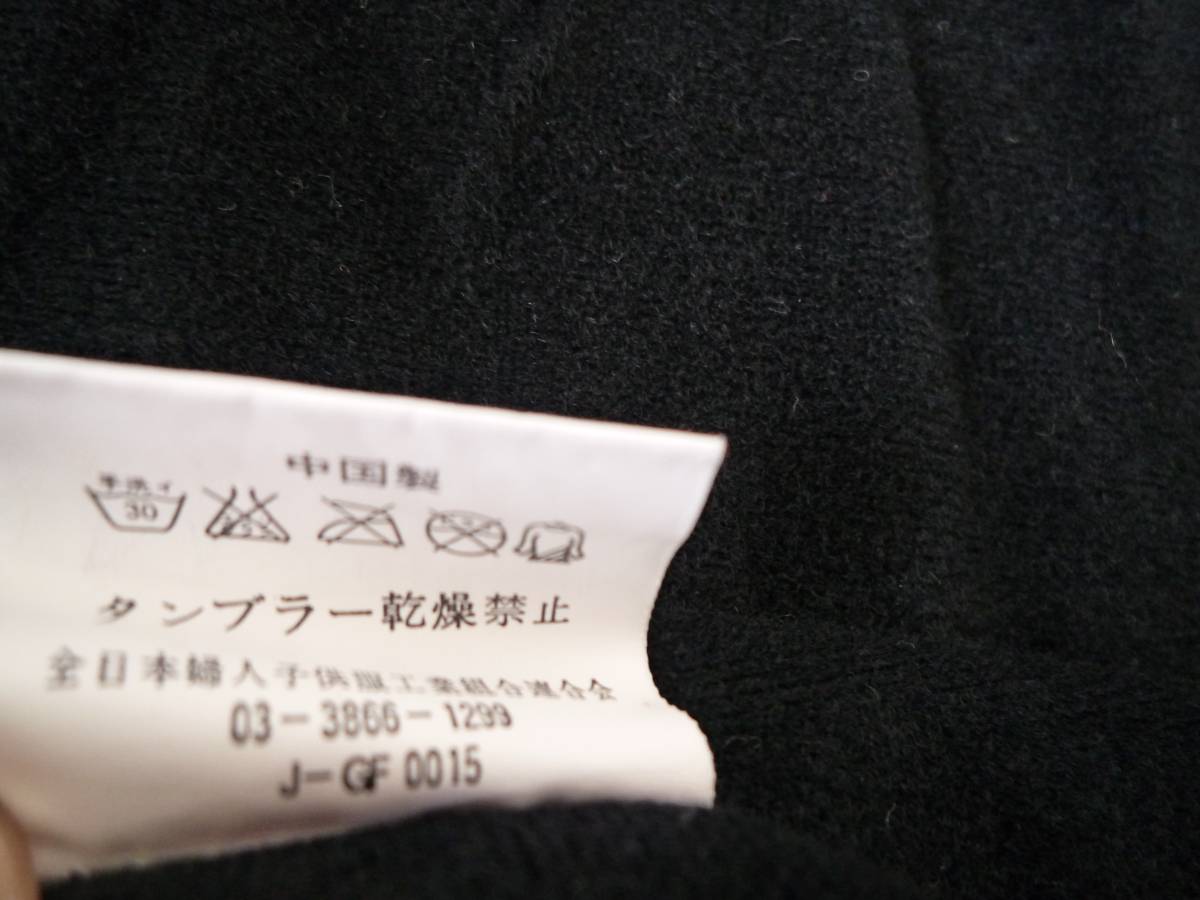 中国製
手洗イ
30
タンブラー乾燥禁止
全日本婦人子供服工業組合連合会
03-3866-1299
J-GF 0015